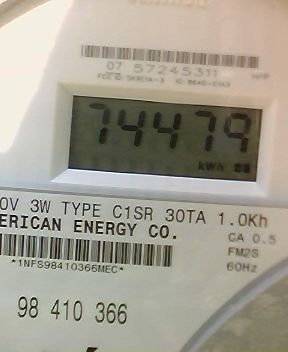 07 57245311
74479
kWh
0V 3W TYPE C1SR 30TA 1.0Kh
ERICAN ENERGY CO.
CA 0.5
FM2S
*1NFS98410366MEC*
60Hz
98 410 366